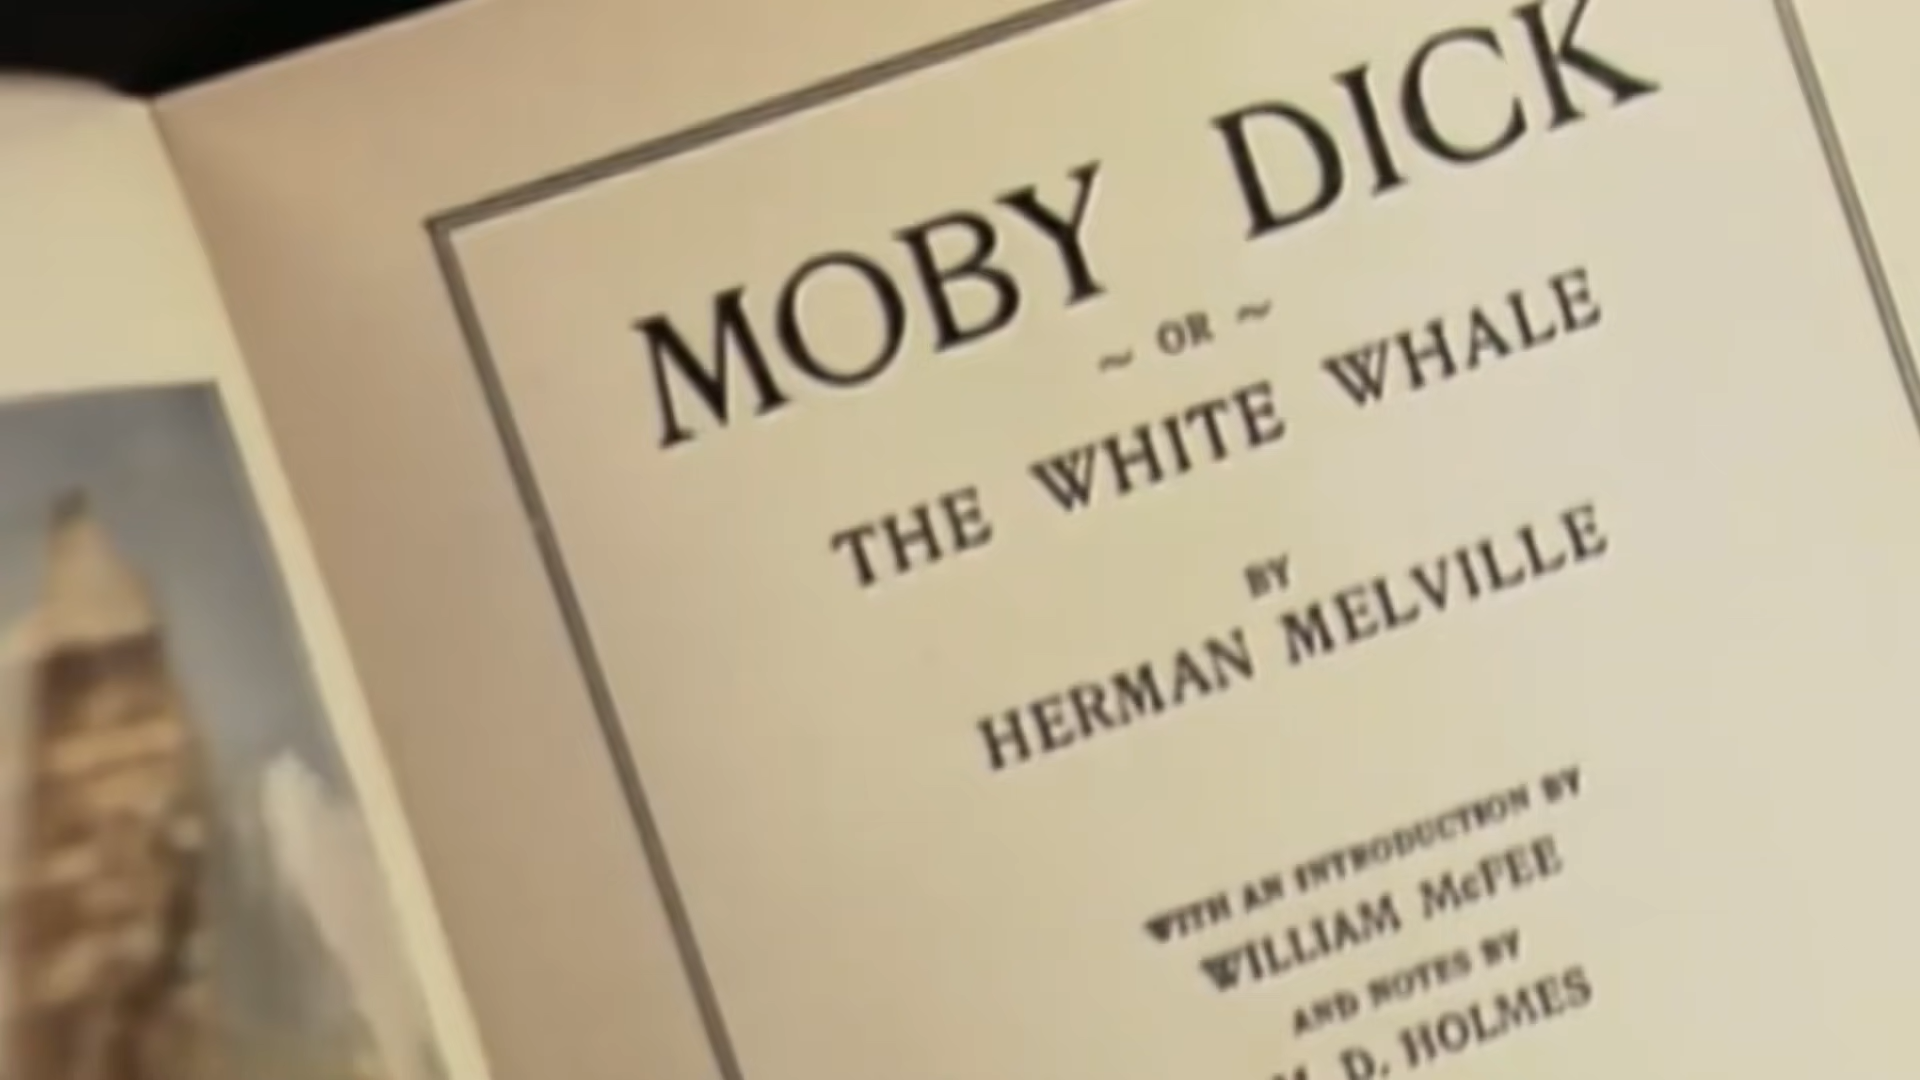 MOBY DICK
~ OR ~
THE WHITE WHALE
BY
HERMAN MELVILLE
WITH AN INTRODUCTION BY
WILLIAM McFEE
AND NOTES BY
M. D. HOLMES